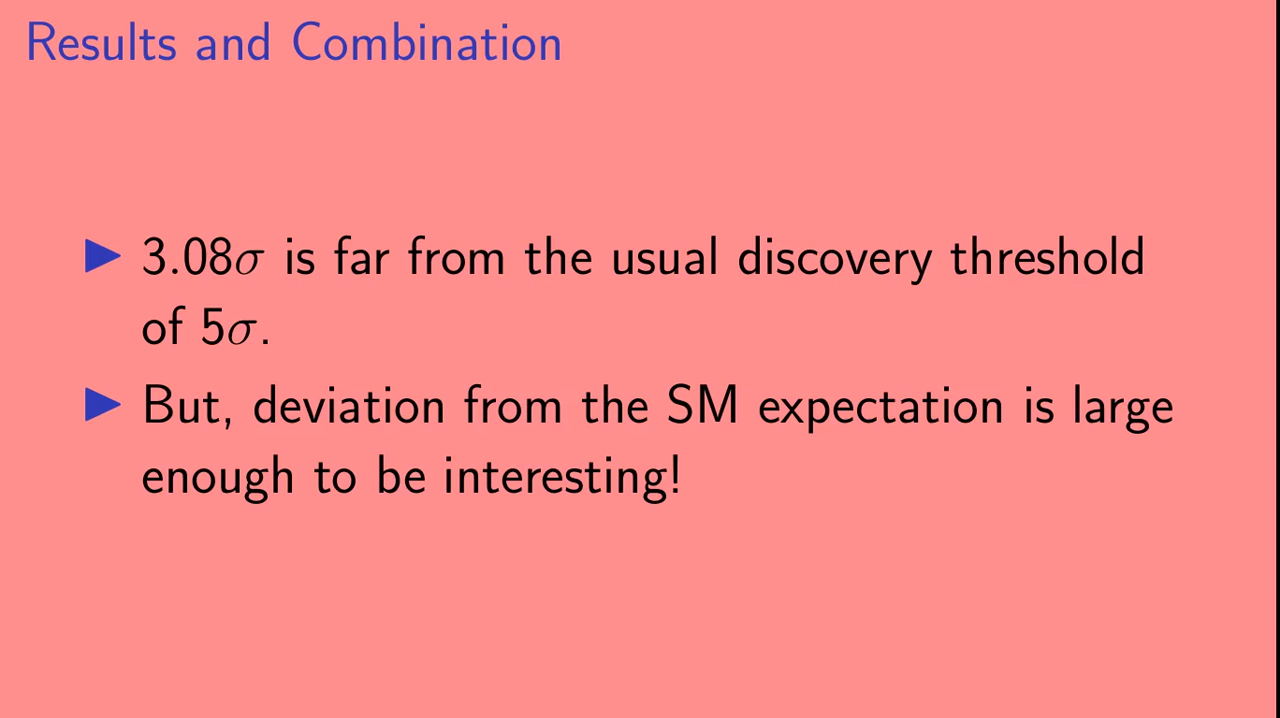 Results and Combination
▶ 3.08σ is far from the usual discovery threshold
of 5σ.
▶ But, deviation from the SM expectation is large
enough to be interesting!